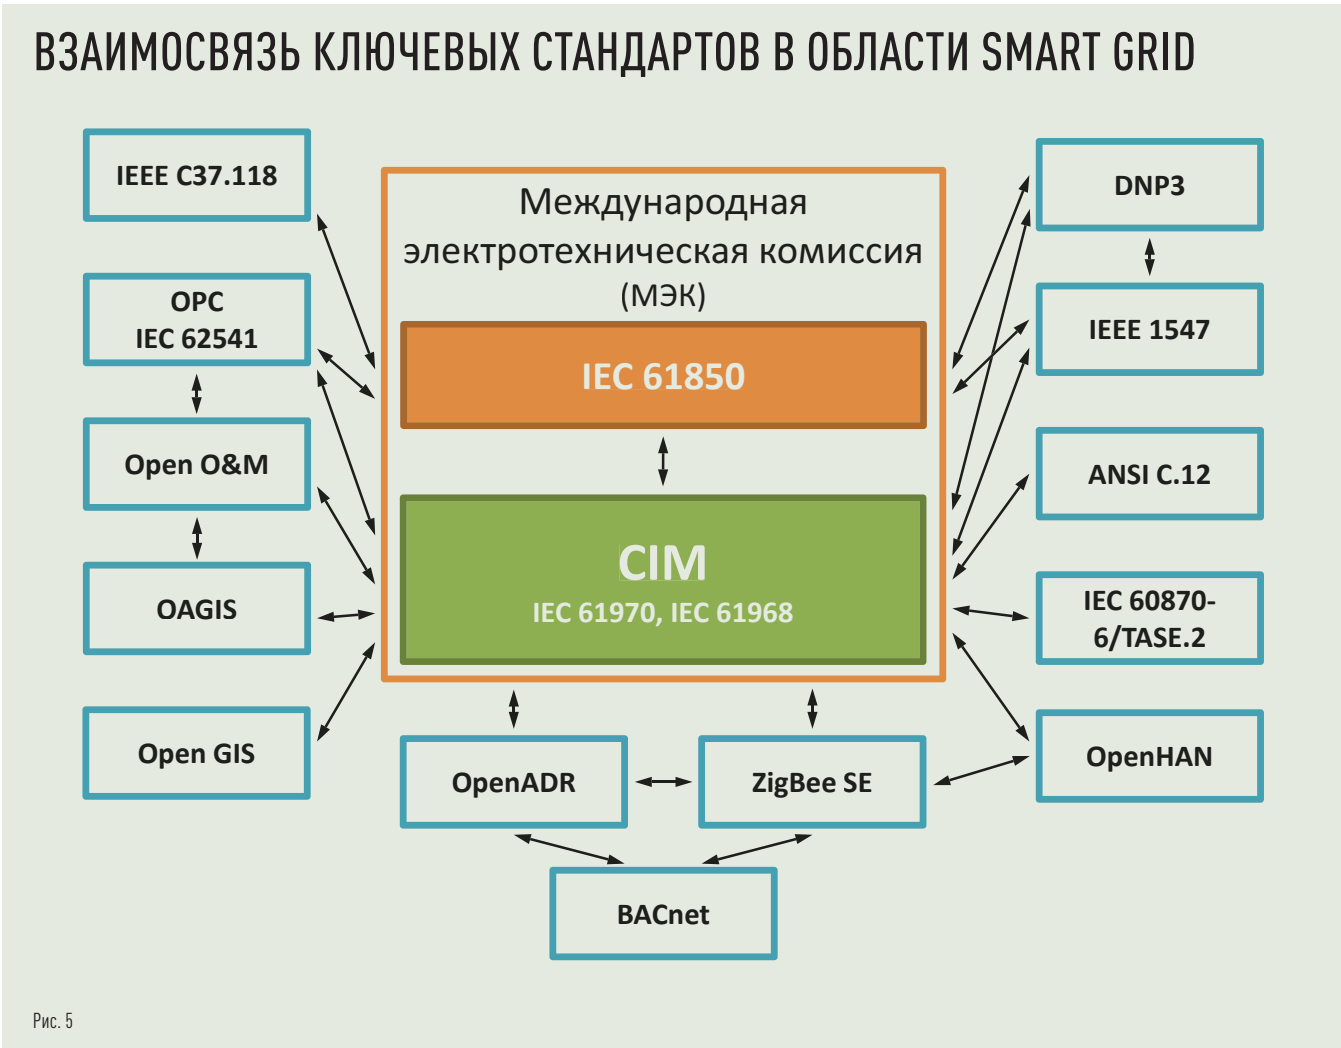 ВЗАИМОСВЯЗЬ КЛЮЧЕВЫХ СТАНДАРТОВ В ОБЛАСТИ SMART GRID
IEEE C37.118
OPC
IEC 62541
Open O&M
OAGIS
Open GIS
Международная
электротехническая комиссия
(МЭК)
IEC 61850
CIM
IEC 61970, IEC 61968
DNP3
IEEE 1547
ANSI C.12
IEC 60870-
6/TASE.2
OpenHAN
OpenADR
ZigBee SE
BACnet
Рис. 5